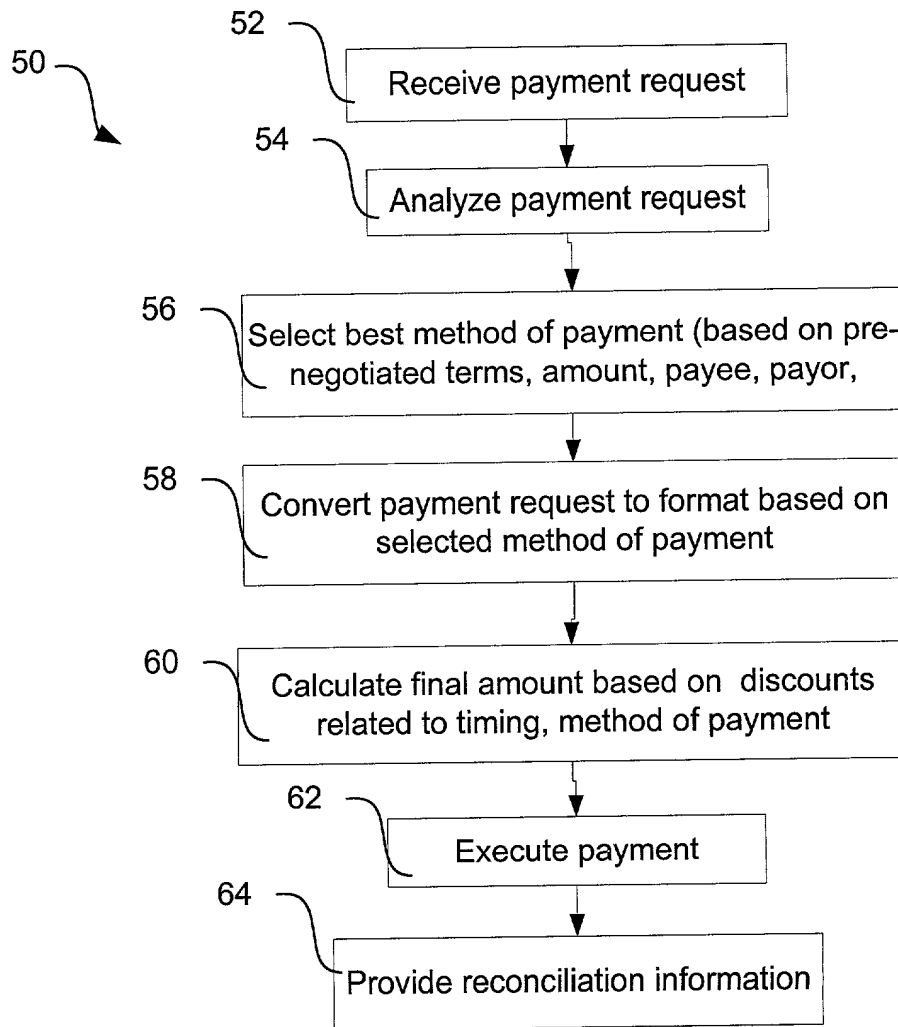 52
50
Receive payment request
54
Analyze payment request
56
Select best method of payment (based on pre-
negotiated terms, amount, payee, payor,
58
Convert payment request to format based on
selected method of payment
60
Calculate final amount based on discounts
related to timing, method of payment
62
Execute payment
64
Provide reconciliation information